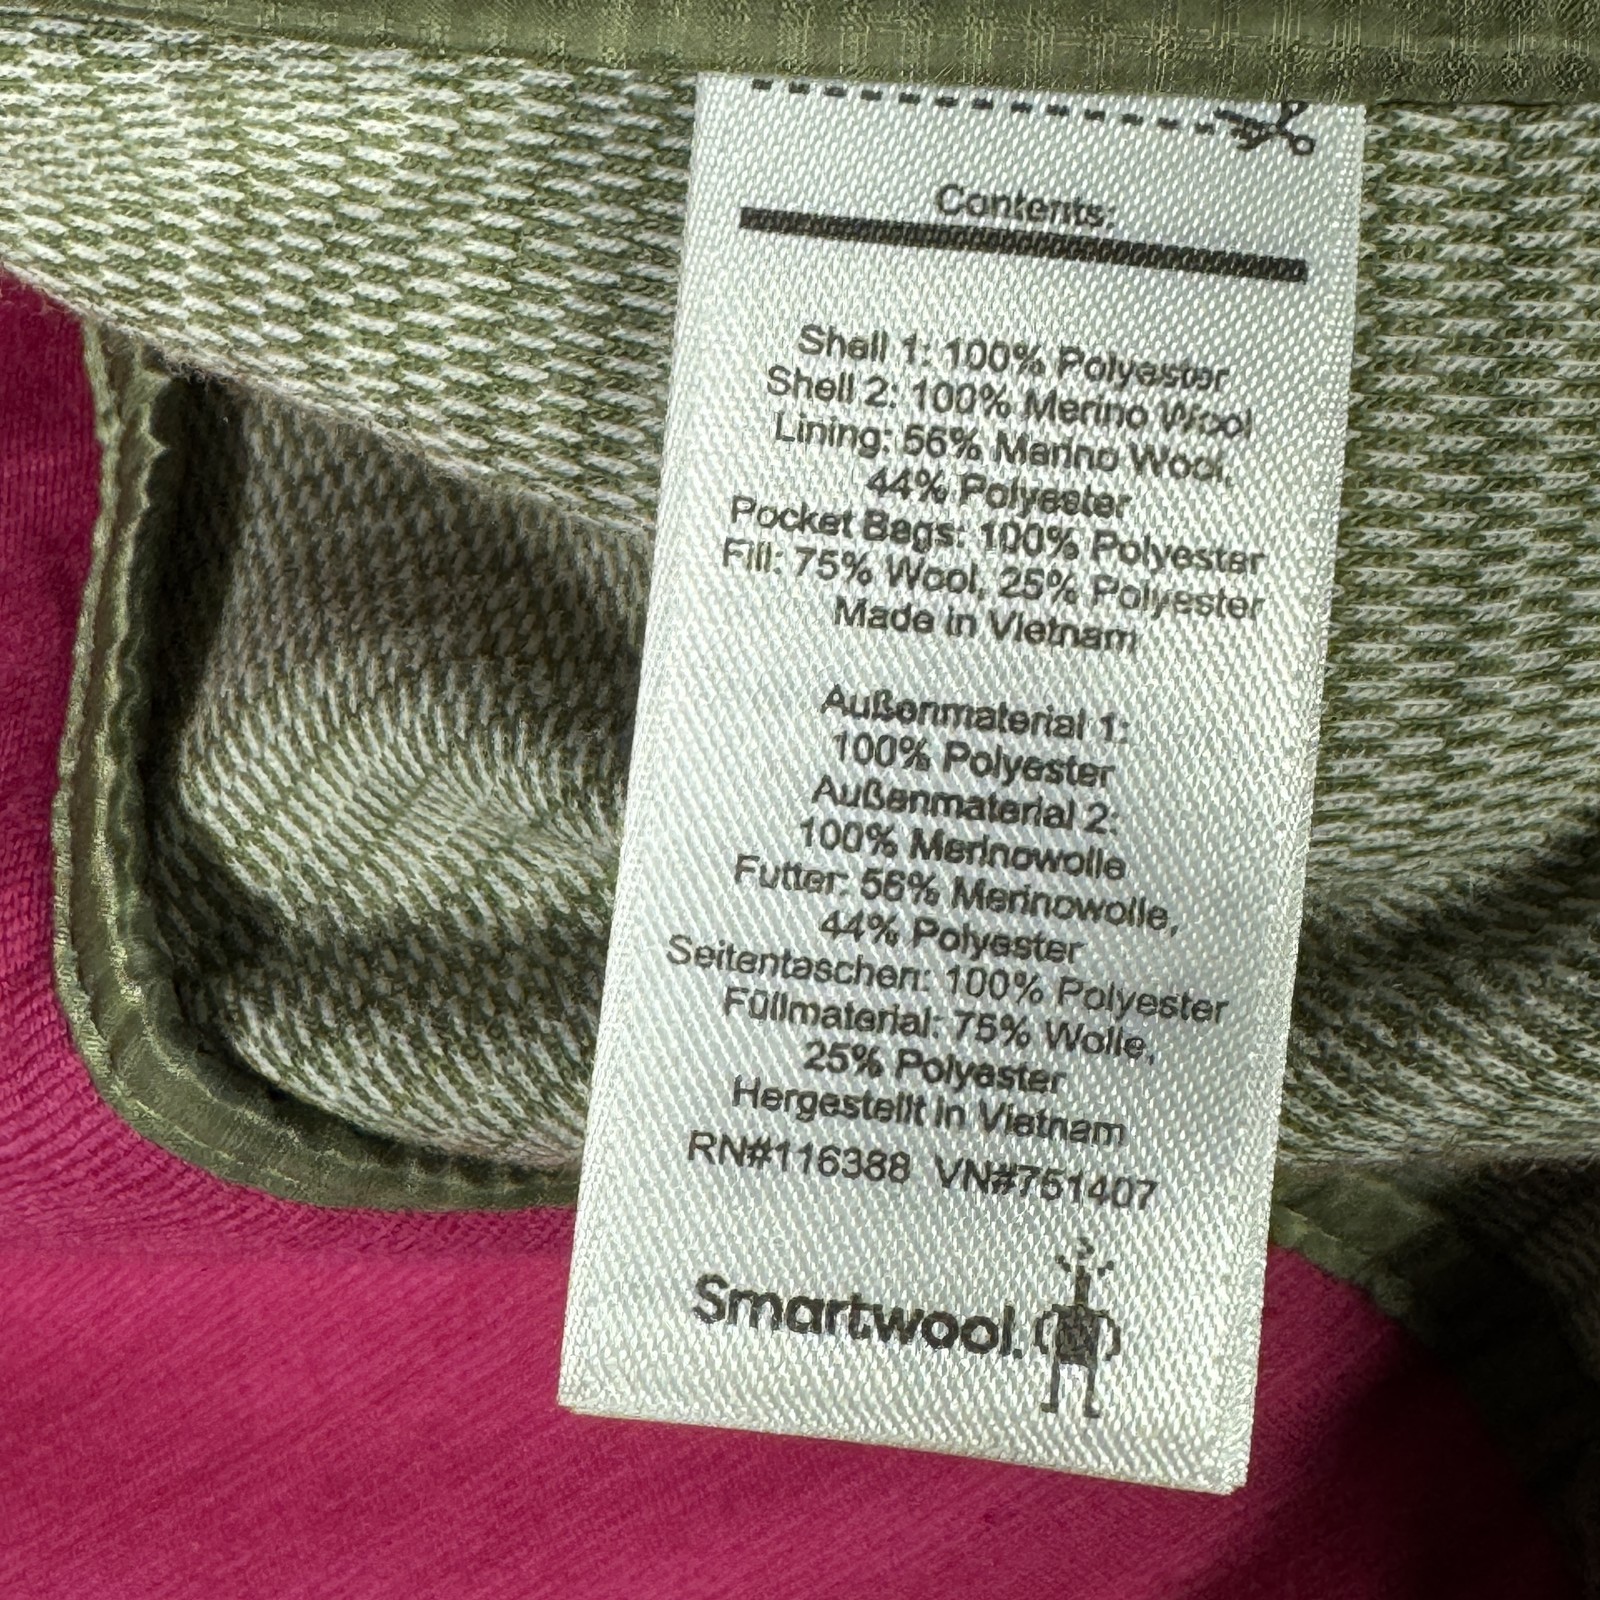 Contents:
Shell 1: 100% Polyester
Shell 2: 100% Merino Wool
Lining: 56% Merino Wool,
44% Polyester
Pocket Bags: 100% Polyester
Fill: 75% Wool, 25% Polyester
Made in Vietnam
Außenmaterial 1:
100% Polyester
Außenmaterial 2:
100% Merinowolle
Futter: 56% Merinowolle,
44% Polyester
Seitentaschen: 100% Polyester
Füllmaterial: 75% Wolle,
25% Polyester
Hergestellt in Vietnam
RN#116388 VN#751407
Smartwool.